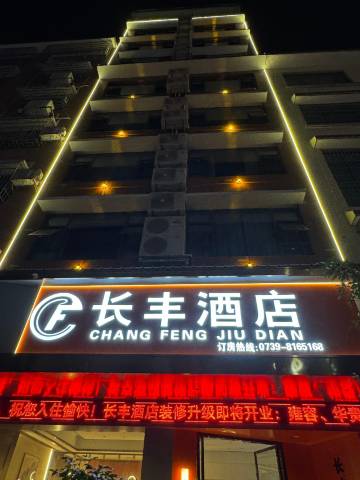 长丰酒店
CHANG FENG JIU DIAN
订房热线:0739-8165168
祝您入住愉快!长丰酒店装修升级即将开业:雍容、华贵
长